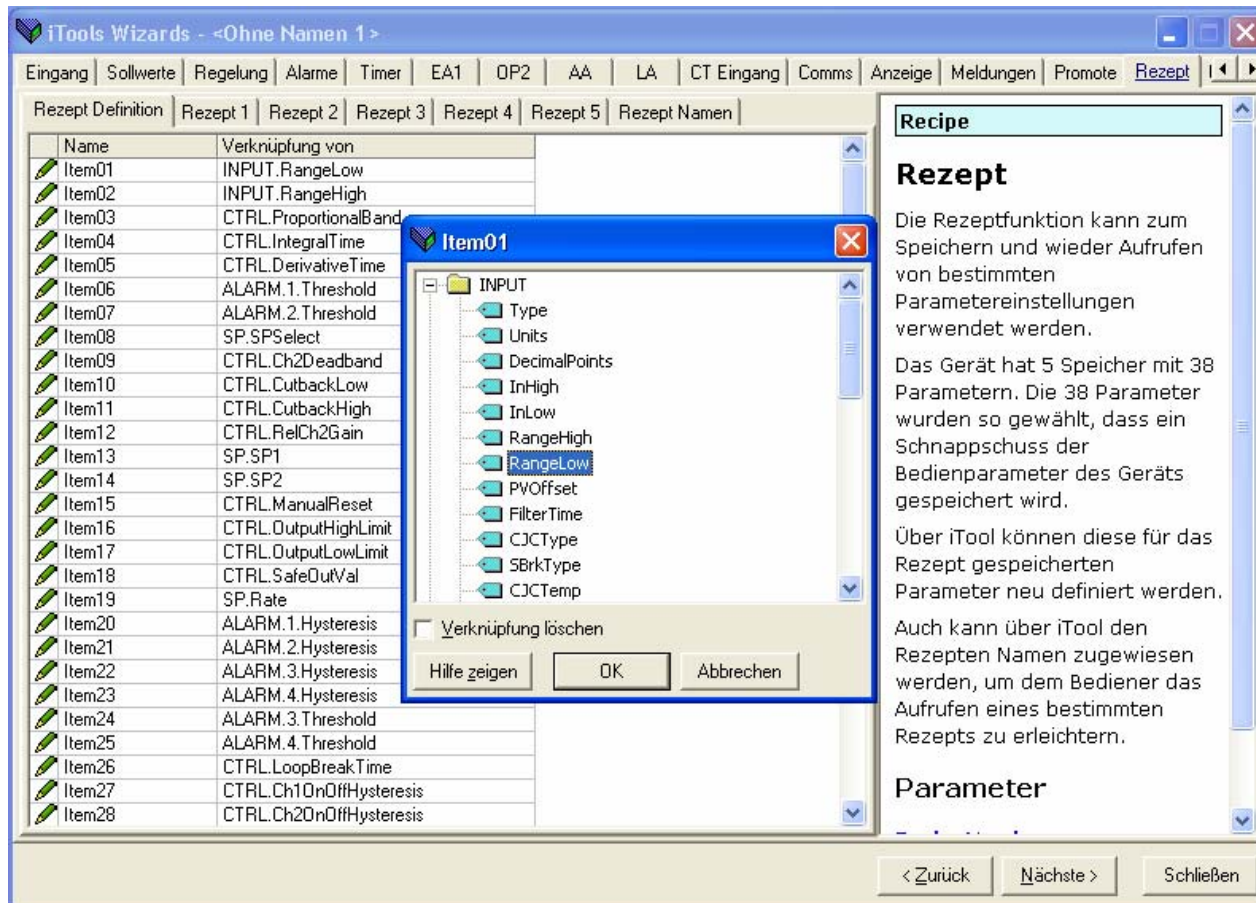 iTools Wizards - <Ohne Namen 1>
Eingang Sollwerte Regelung Alarme Timer EA1 OP2 AA LA CT Eingang Comms Anzeige Meldungen Promote Rezept
Rezept Definition Rezept 1 Rezept 2 Rezept 3 Rezept 4 Rezept 5 Rezept Namen
Name Verknüpfung von
Item01 INPUT.RangeLow
Item02 INPUT.RangeHigh
Item03 CTRL.ProportionalBand
Item04 CTRL.IntegralTime
Item05 CTRL.DerivativeTime
Item06 ALARM.1.Threshold
Item07 ALARM.2.Threshold
Item08 SP.SPSelect
Item09 CTRL.Ch2Deadband
Item10 CTRL.CutbackLow
Item11 CTRL.CutbackHigh
Item12 CTRL.RelCh2Gain
Item13 SP.SP1
Item14 SP.SP2
Item15 CTRL.ManualReset
Item16 CTRL.OutputHighLimit
Item17 CTRL.OutputLowLimit
Item18 CTRL.SafeOutVal
Item19 SP.Rate
Item20 ALARM.1.Hysteresis
Item21 ALARM.2.Hysteresis
Item22 ALARM.3.Hysteresis
Item23 ALARM.4.Hysteresis
Item24 ALARM.3.Threshold
Item25 ALARM.4.Threshold
Item26 CTRL.LoopBreakTime
Item27 CTRL.Ch1OnOffHysteresis
Item28 CTRL.Ch2OnOffHysteresis
Item01
INPUT
Type
Units
DecimalPoints
InHigh
InLow
RangeHigh
RangeLow
PVOffset
FilterTime
CJCType
SBrkType
CJCTemp
Verknüpfung löschen
Hilfe zeigen OK Abbrechen
Recipe
Rezept
Die Rezeptfunktion kann zum
Speichern und wieder Aufrufen
von bestimmten
Parametereinstellungen
verwendet werden.
Das Gerät hat 5 Speicher mit 38
Parametern. Die 38 Parameter
wurden so gewählt, dass ein
Schnappschuss der
Bedienparameter des Geräts
gespeichert wird.
Über iTool können diese für das
Rezept gespeicherten
Parameter neu definiert werden.
Auch kann über iTool den
Rezepten Namen zugewiesen
werden, um dem Bediener das
Aufrufen eines bestimmten
Rezepts zu erleichtern.
Parameter
< Zurück Nächste > Schließen